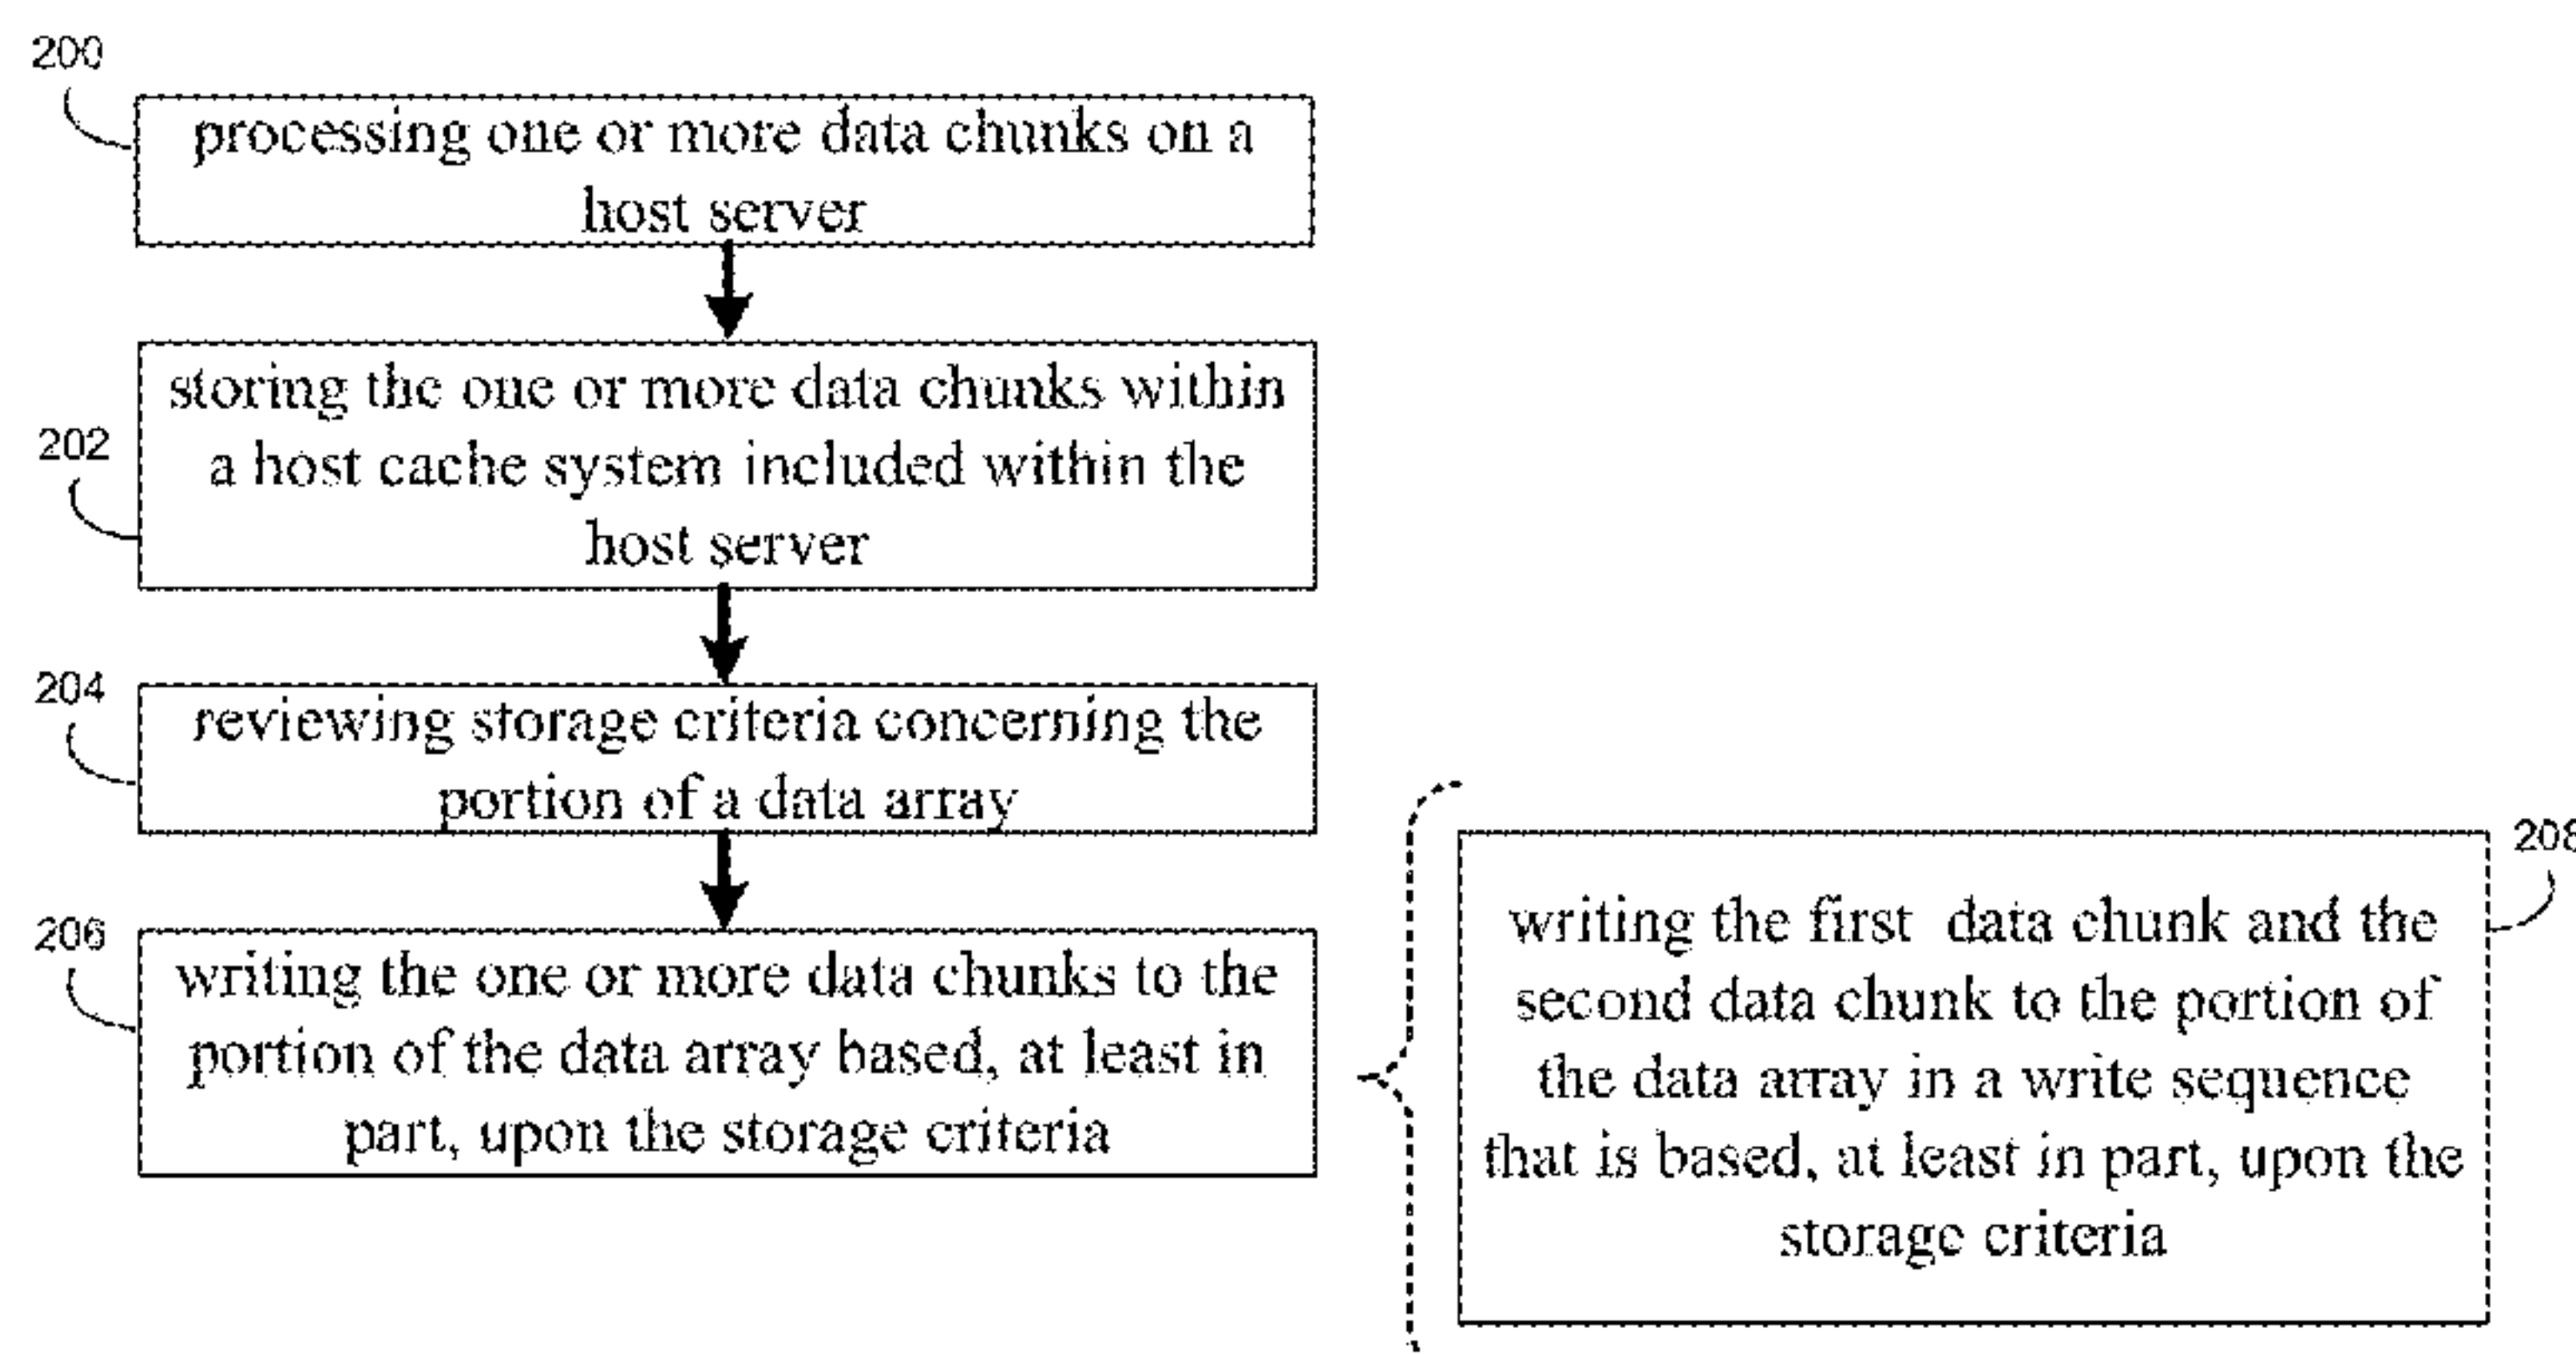 200
processing one or more data chunks on a
host server
202
storing the one or more data chunks within
a host cache system included within the
host server
204
reviewing storage criteria concerning the
portion of a data array
206
writing the one or more data chunks to the
portion of the data array based, at least in
part, upon the storage criteria
208
writing the first data chunk and the
second data chunk to the portion of
the data array in a write sequence
that is based, at least in part, upon the
storage criteria